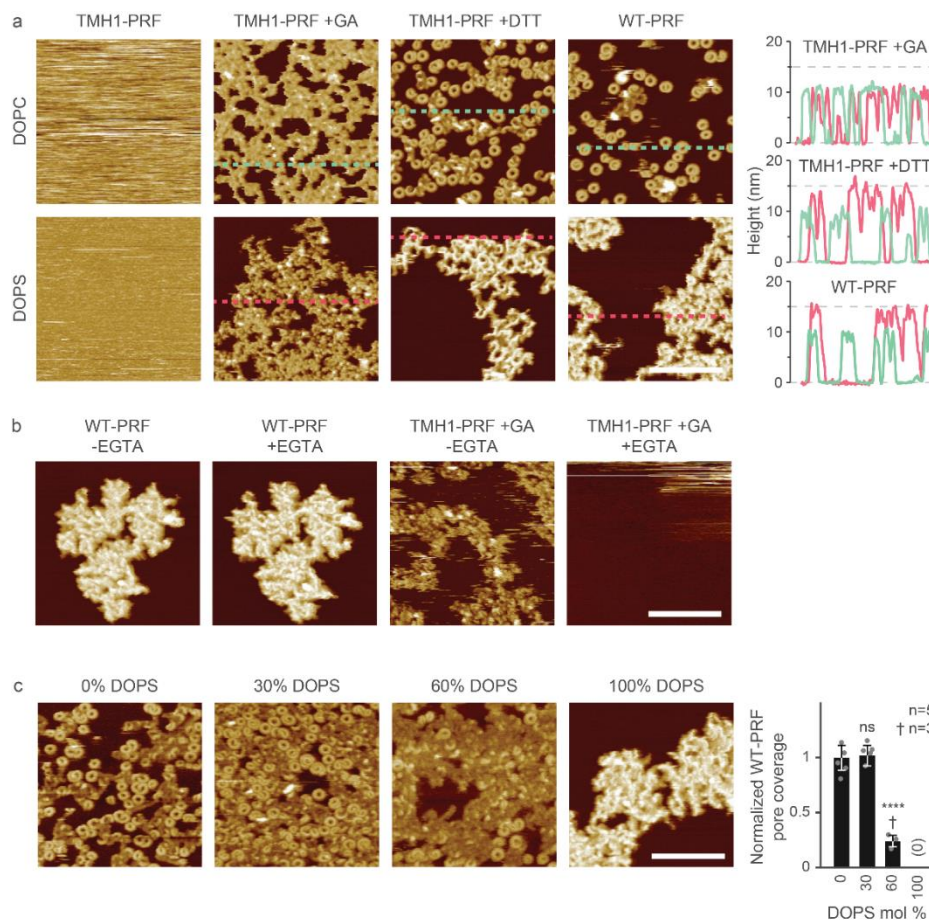 a
TMH1-PRF TMH1-PRF +GA TMH1-PRF +DTT WT-PRF
DOPC
DOPS
Height (nm)
TMH1-PRF +GA
20
10
0
TMH1-PRF +DTT
20
10
0
WT-PRF
20
10
0
b
WT-PRF
-EGTA
WT-PRF
+EGTA
TMH1-PRF +GA
-EGTA
TMH1-PRF +GA
+EGTA
c
0% DOPS 30% DOPS 60% DOPS 100% DOPS
Normalized WT-PRF
pore coverage
n=5
† n=3
ns
****
†
(0)
1
0.5
0
0 30 60 100
DOPS mol %